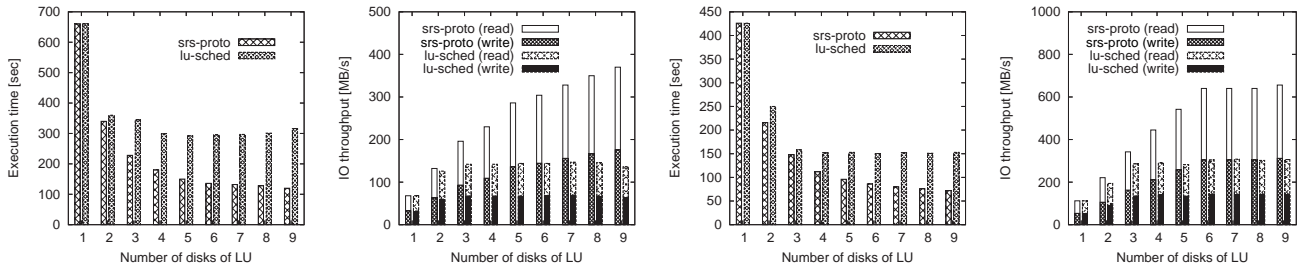 700
600
500
400
300
200
100
0
Execution time [sec]
srs-proto
lu-sched
1 2 3 4 5 6 7 8 9
Number of disks of LU
500
400
300
200
100
0
IO throughput [MB/s]
srs-proto (read)
srs-proto (write)
lu-sched (read)
lu-sched (write)
1 2 3 4 5 6 7 8 9
Number of disks of LU
450
400
350
300
250
200
150
100
50
0
Execution time [sec]
srs-proto
lu-sched
1 2 3 4 5 6 7 8 9
Number of disks of LU
1000
800
600
400
200
0
IO throughput [MB/s]
srs-proto (read)
srs-proto (write)
lu-sched (read)
lu-sched (write)
1 2 3 4 5 6 7 8 9
Number of disks of LU